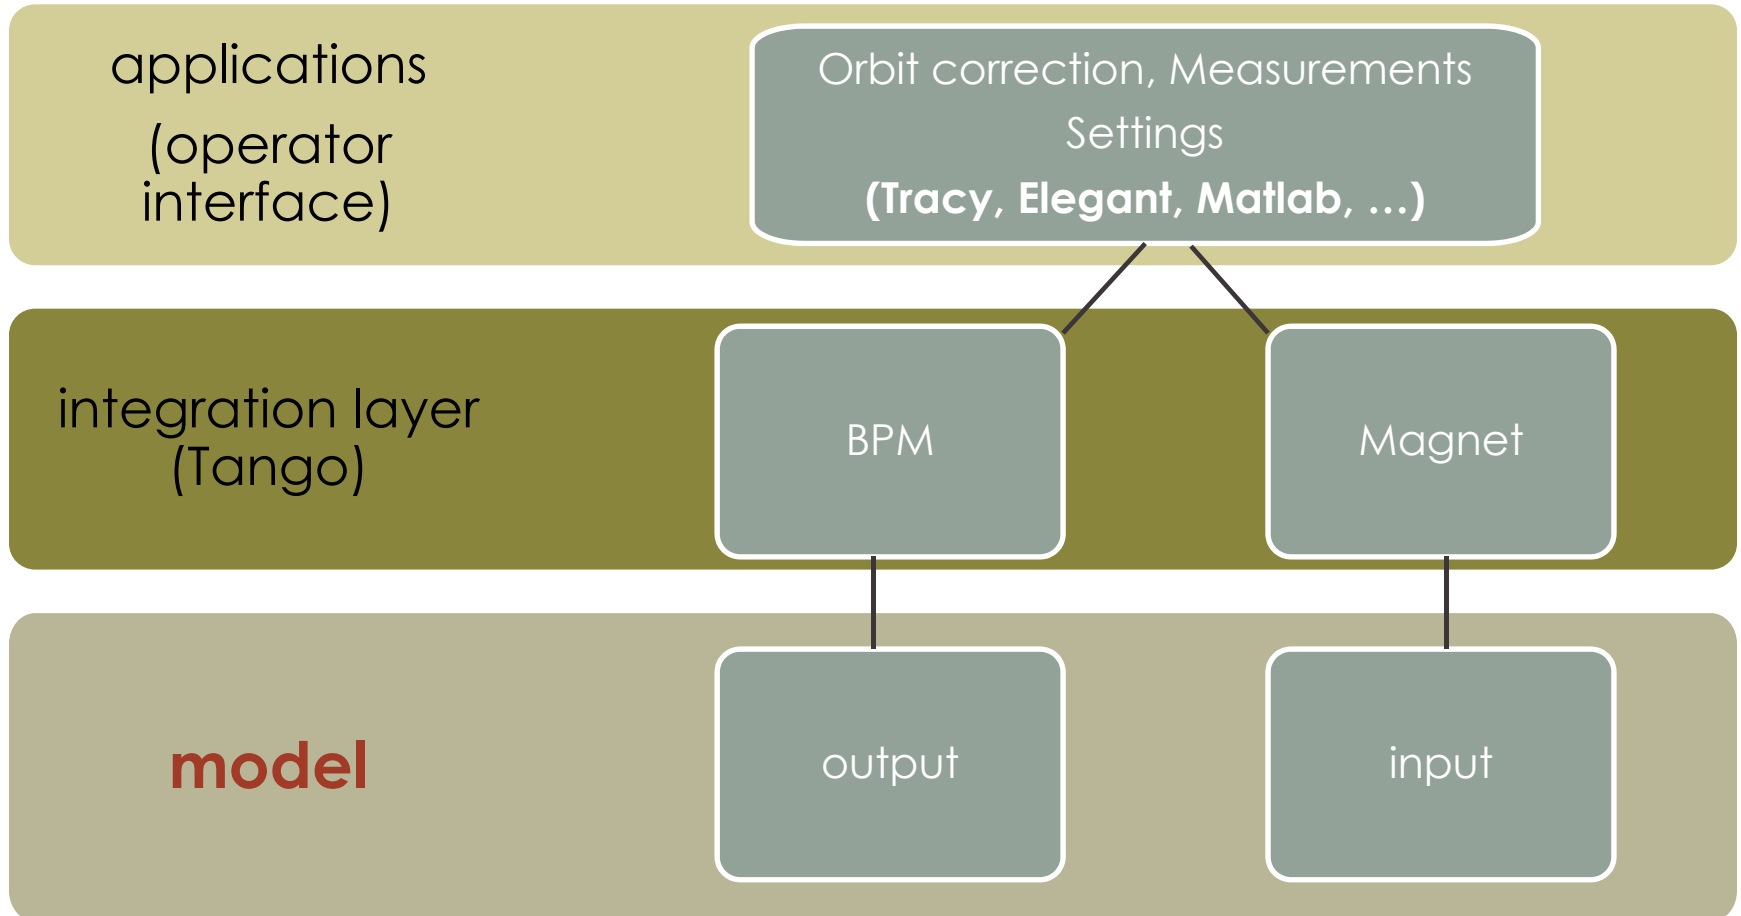 applications
(operator
interface)
Orbit correction, Measurements
Settings
(Tracy, Elegant, Matlab, …)
integration layer
(Tango)
BPM
Magnet
model
output
input